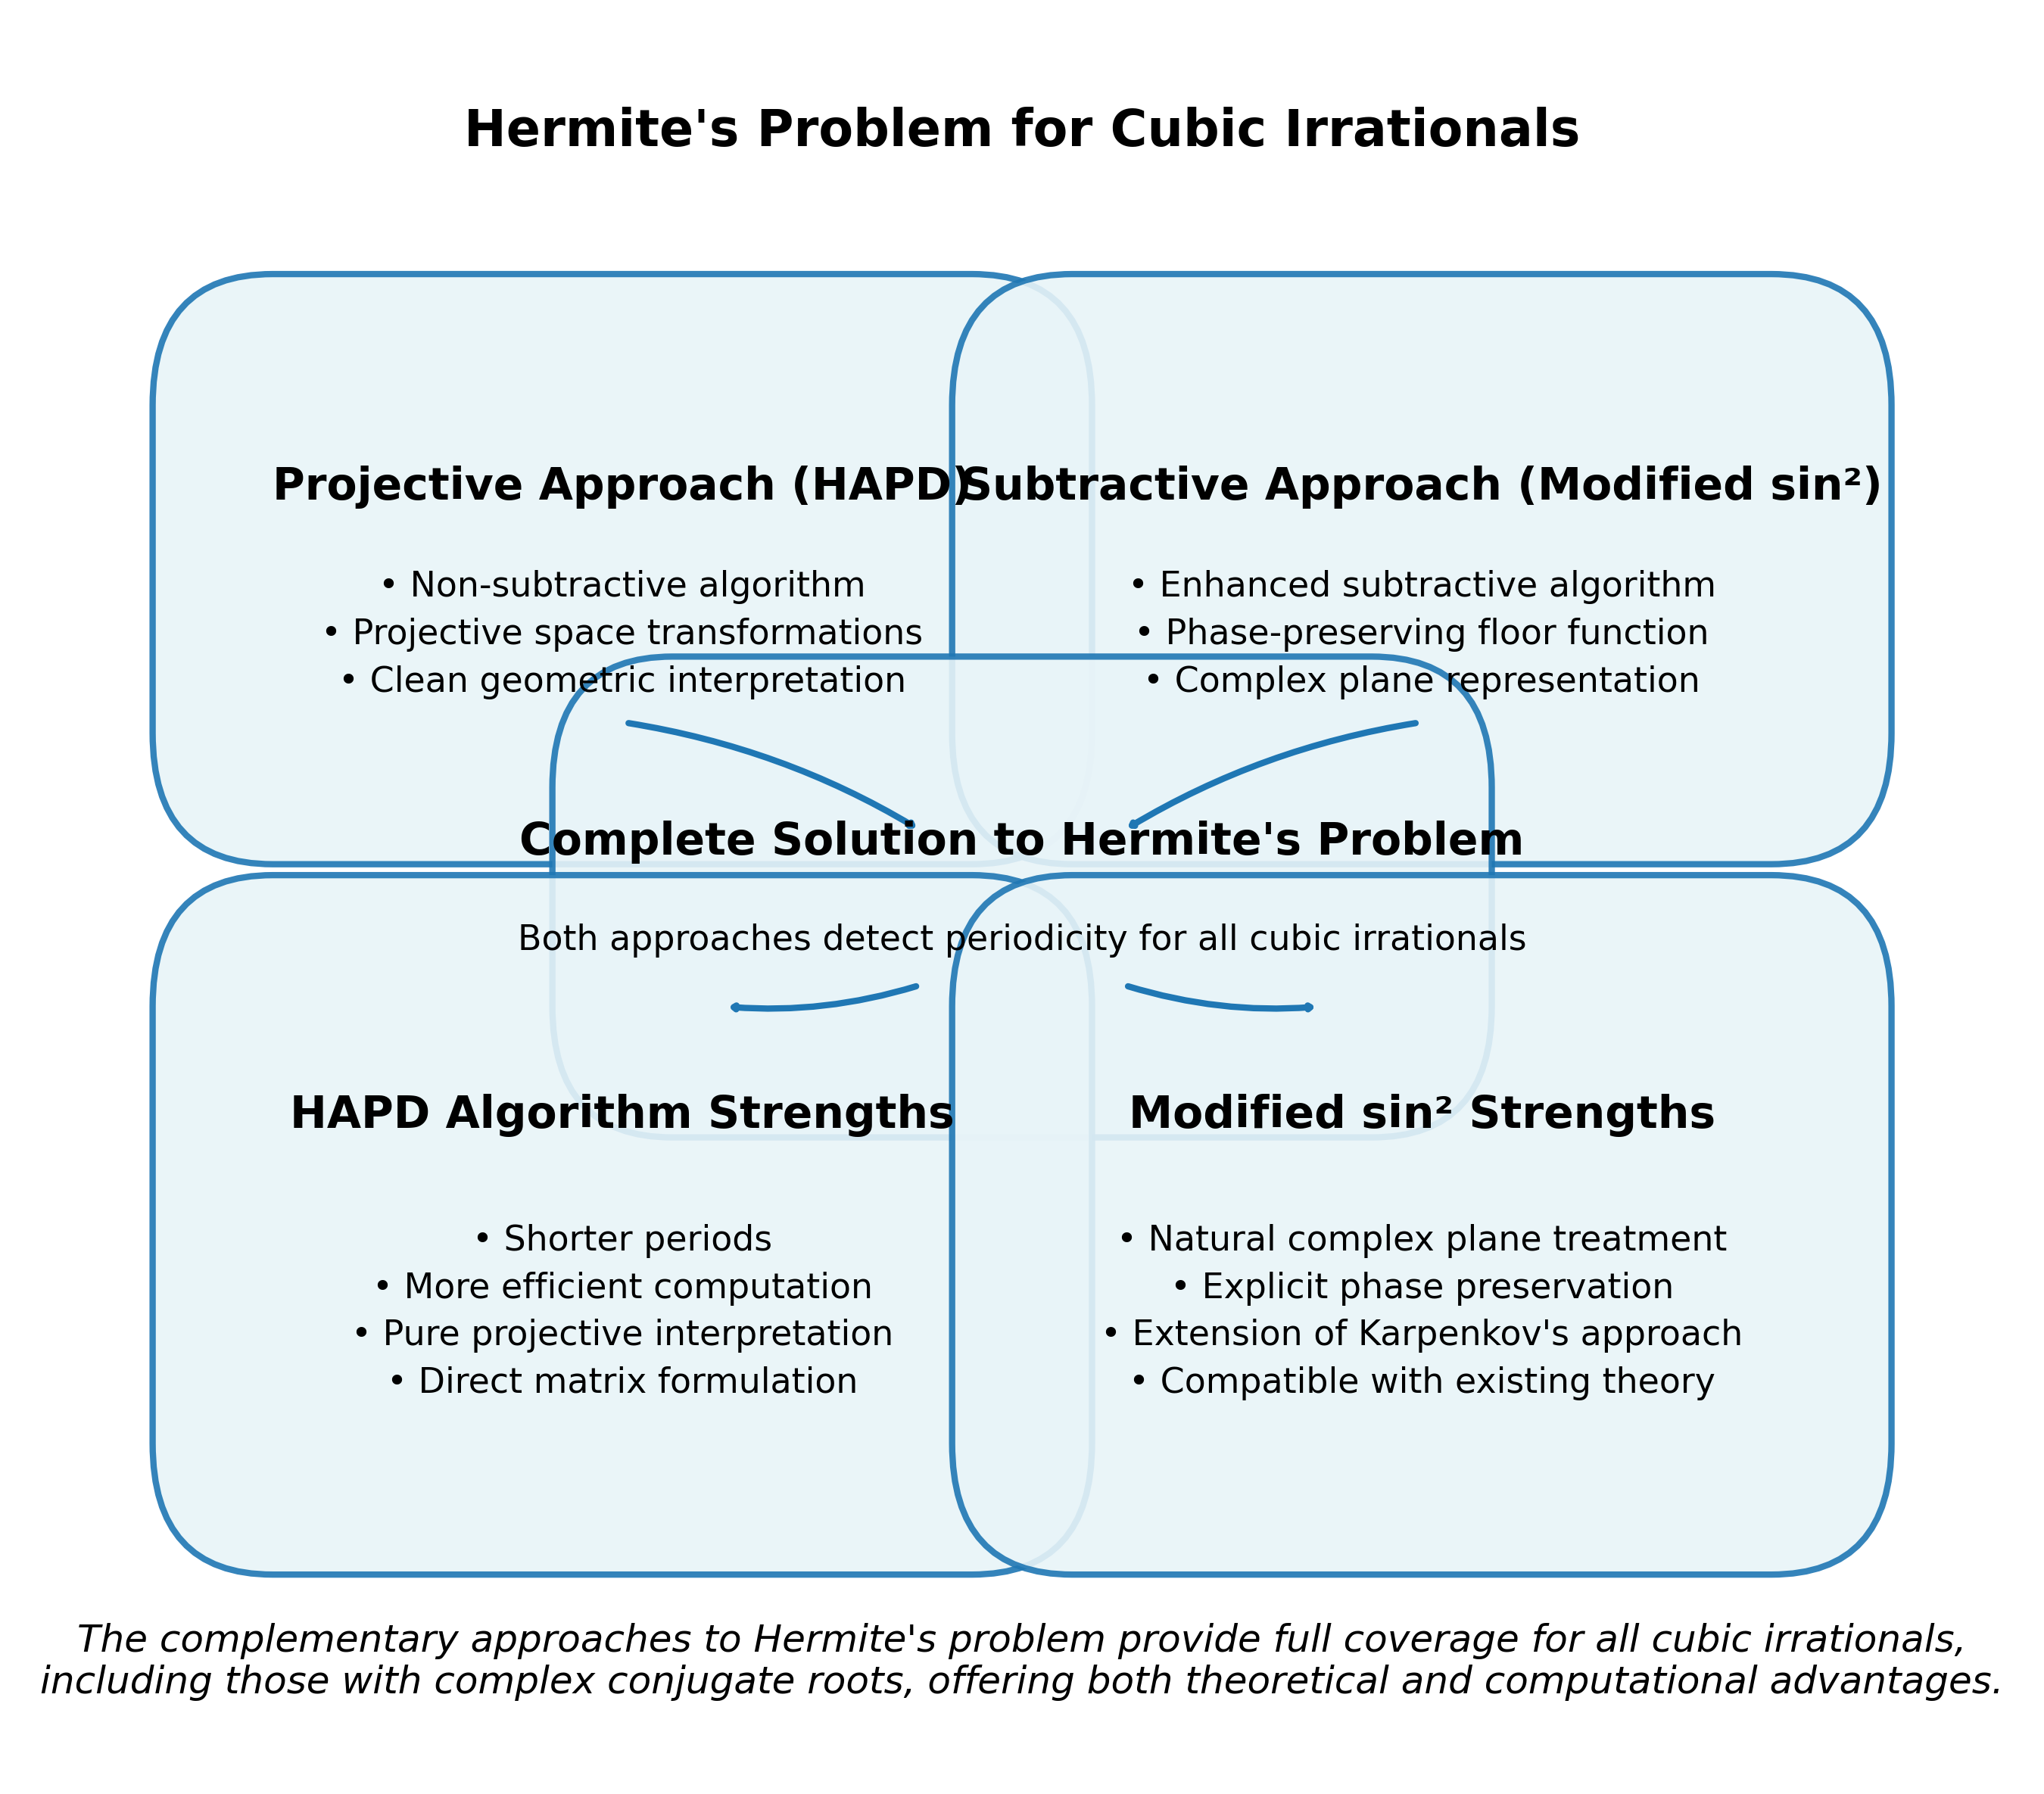 Hermite's Problem for Cubic Irrationals
Projective Approach (HAPD)
• Non-subtractive algorithm
• Projective space transformations
• Clean geometric interpretation
Subtractive Approach (Modified sin²)
• Enhanced subtractive algorithm
• Phase-preserving floor function
• Complex plane representation
Complete Solution to Hermite's Problem
Both approaches detect periodicity for all cubic irrationals
HAPD Algorithm Strengths
• Shorter periods
• More efficient computation
• Pure projective interpretation
• Direct matrix formulation
Modified sin² Strengths
• Natural complex plane treatment
• Explicit phase preservation
• Extension of Karpenkov's approach
• Compatible with existing theory
The complementary approaches to Hermite's problem provide full coverage for all cubic irrationals,
including those with complex conjugate roots, offering both theoretical and computational advantages.